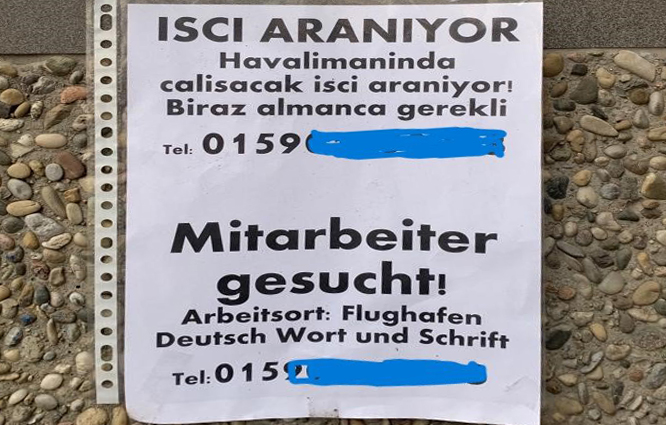 ISCI ARANIYOR
Havalimaninda
calisacak isci araniyor!
Biraz almanca gerekli
Tel: 0159
Mitarbeiter
gesucht!
Arbeitsort: Flughafen
Deutsch Wort und Schrift
Tel: 0159